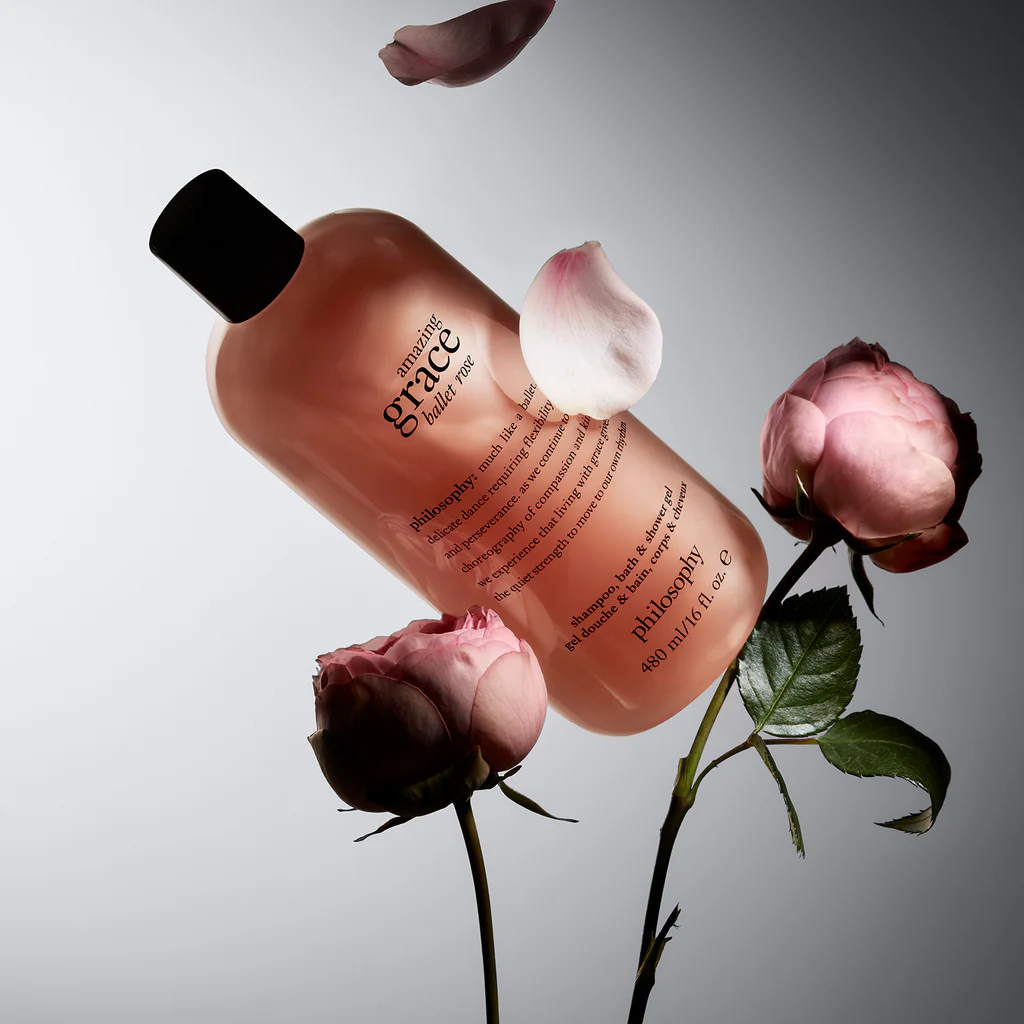 amazing
grace
ballet rose
philosophy: much like a ballet,
delicate dance requiring flexibility
and perseverance. as we continue to
choreography of compassion and
we experience that living with grace gives
the quiet strength to move to our own rhythm
shampoo, bath & shower gel
gel douche & bain, corps & cheveux
philosophy
480 ml/16 fl. oz. ℮